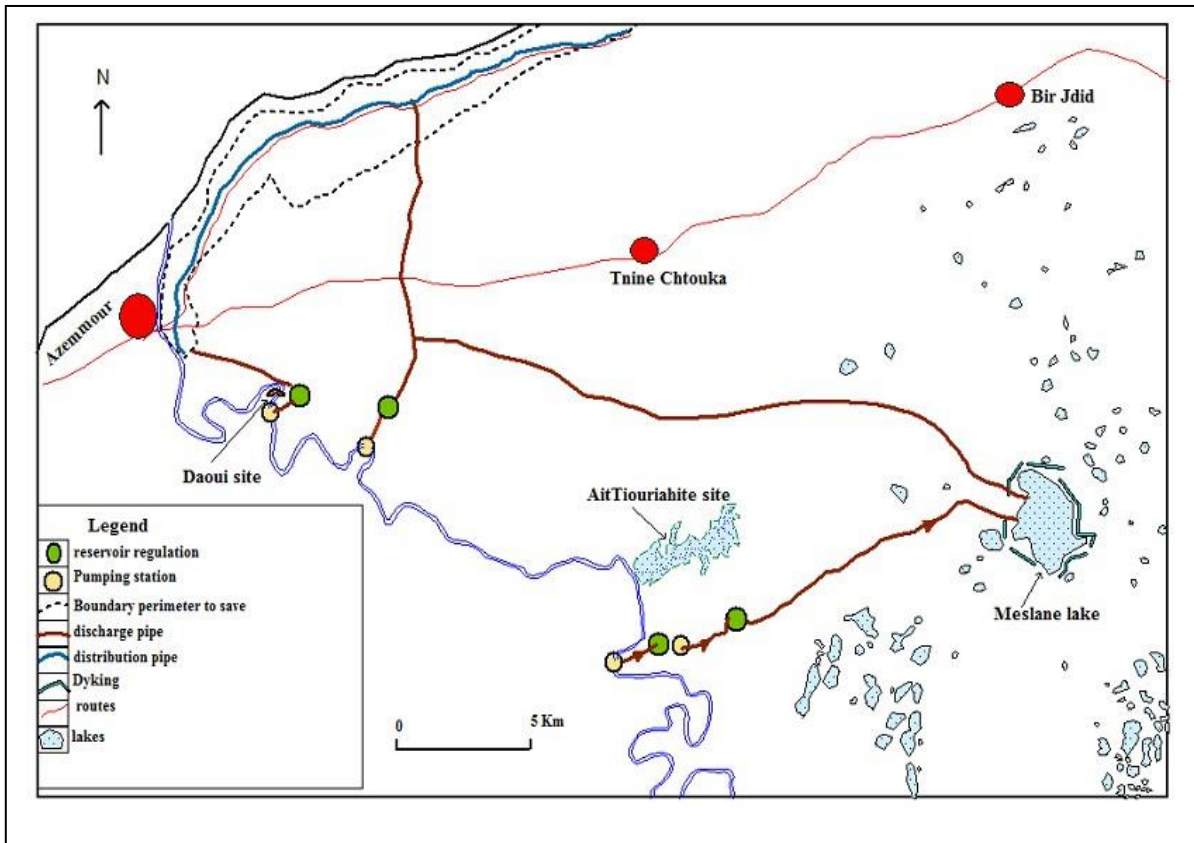 N
Bir Jdid
Tnine Chtouka
Azemmour
Daoui site
AitTiouriahite site
Meslane lake
Legend
reservoir regulation
Pumping station
Boundary perimeter to save
discharge pipe
distribution pipe
Dyking
routes
lakes
0 5 Km